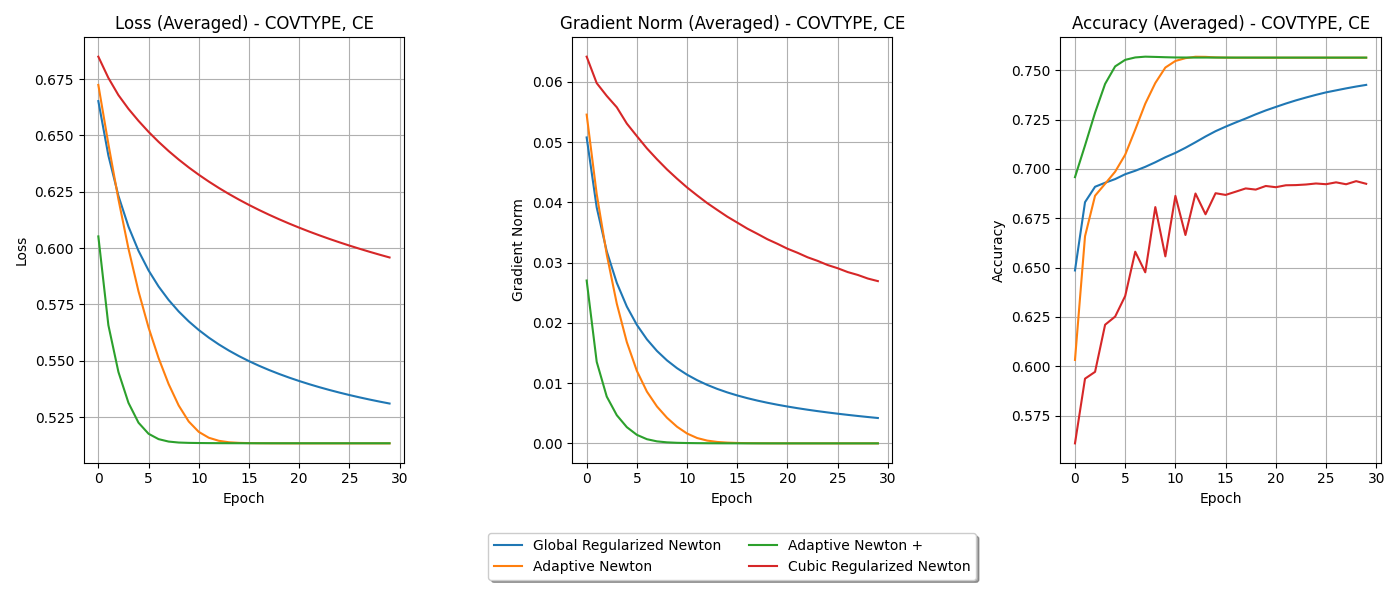 Loss (Averaged) - COVTYPE, CE
0.675
0.650
0.625
0.600
0.575
0.550
0.525
Loss
0 5 10 15 20 25 30
Epoch
Gradient Norm (Averaged) - COVTYPE, CE
0.06
0.05
0.04
0.03
0.02
0.01
0.00
Gradient Norm
0 5 10 15 20 25 30
Epoch
Accuracy (Averaged) - COVTYPE, CE
0.750
0.725
0.700
0.675
0.650
0.625
0.600
0.575
Accuracy
0 5 10 15 20 25 30
Epoch
Global Regularized Newton
Adaptive Newton
Adaptive Newton +
Cubic Regularized Newton